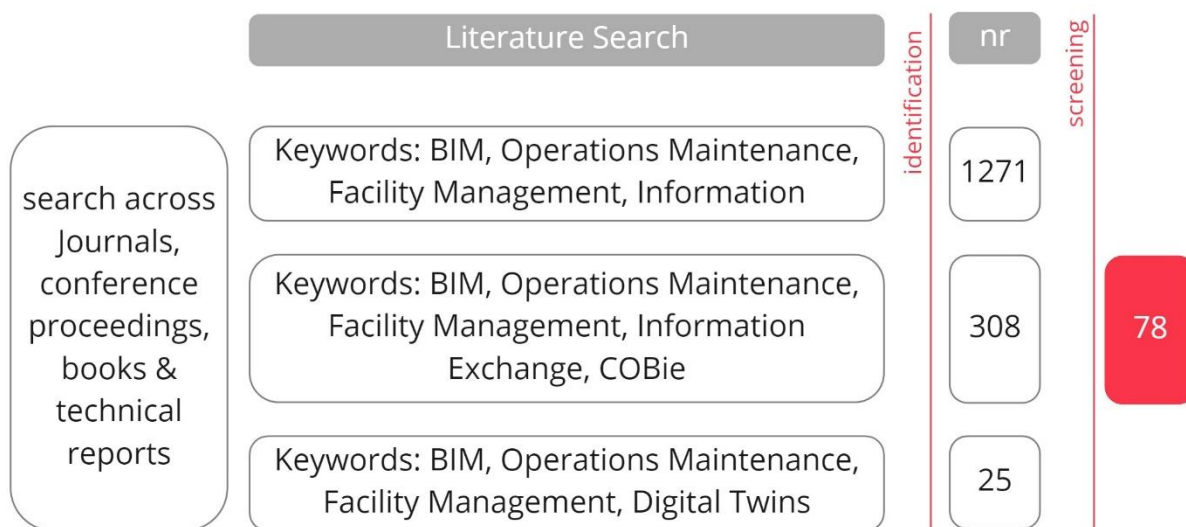 Literature Search
identification
nr
screening
search across
Journals,
conference
proceedings,
books &
technical
reports
Keywords: BIM, Operations Maintenance,
Facility Management, Information
1271
Keywords: BIM, Operations Maintenance,
Facility Management, Information
Exchange, COBie
308
78
Keywords: BIM, Operations Maintenance,
Facility Management, Digital Twins
25